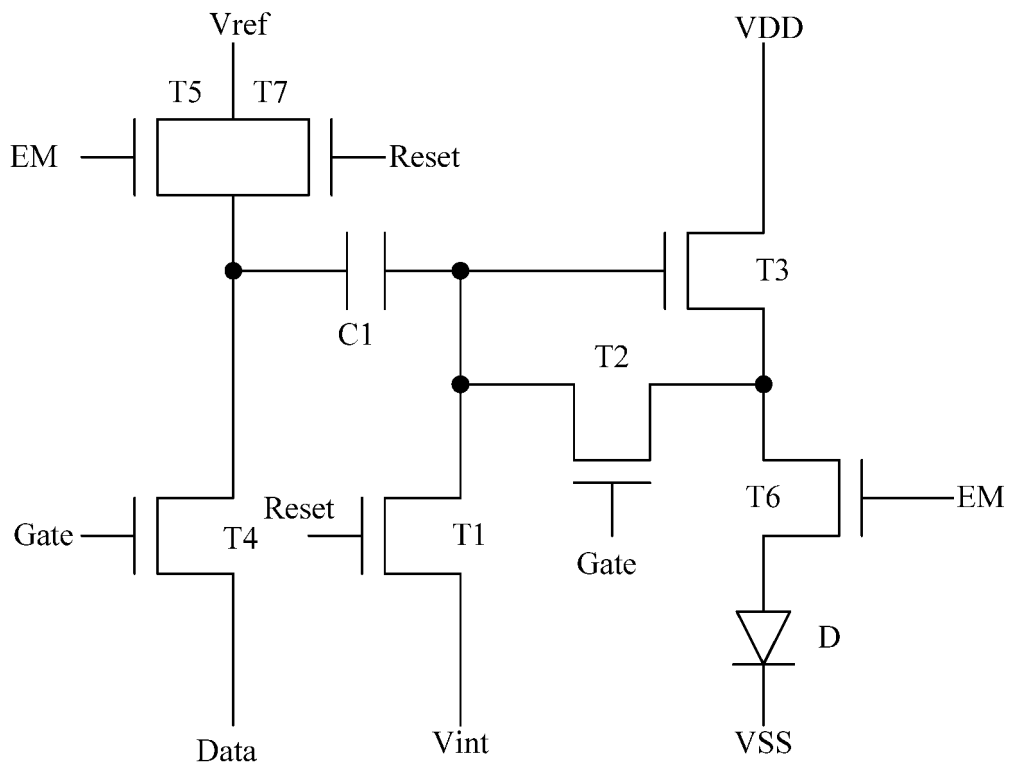 Vref
VDD
T5
T7
EM
Reset
T3
C1
T2
Reset
T6
EM
Gate
T4
T1
Gate
D
Data
Vint
VSS